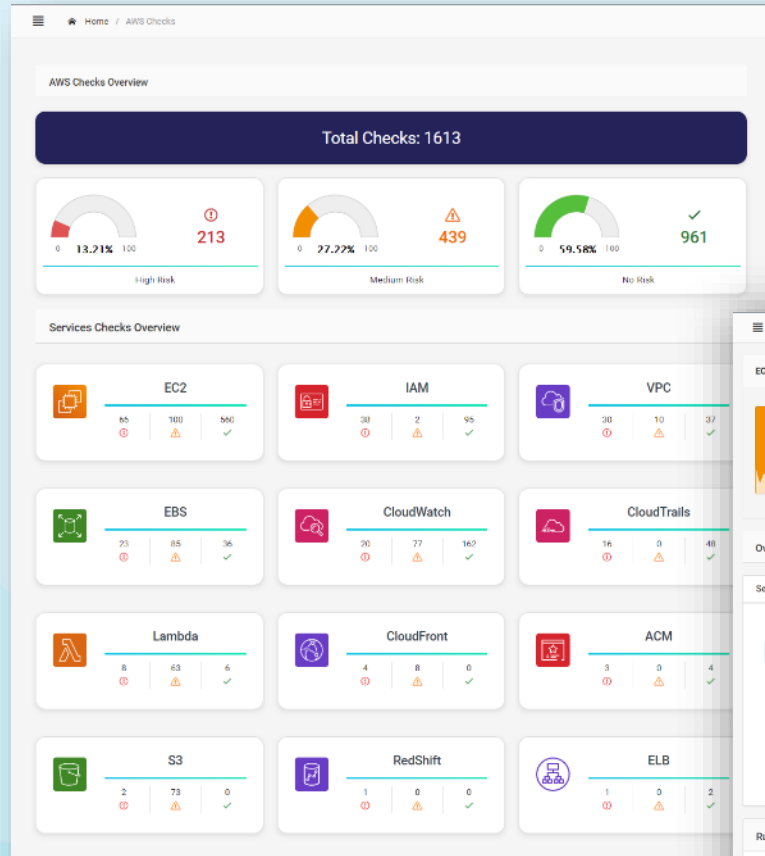 Home / AWS Checks
AWS Checks Overview
Total Checks: 1613
0 13.21% 100
213
High Risk
0 27.22% 100
439
Medium Risk
0 59.58% 100
961
No Risk
Services Checks Overview
EC2
100 560
IAM
38 2 95
VPC
30 10 37
EBS
23 85 36
CloudWatch
20 77 162
CloudTrails
16 0 48
Lambda
8 63 6
CloudFront
4 8 0
ACM
3 0 4
S3
2 73 0
RedShift
1 0 0
ELB
1 0 2